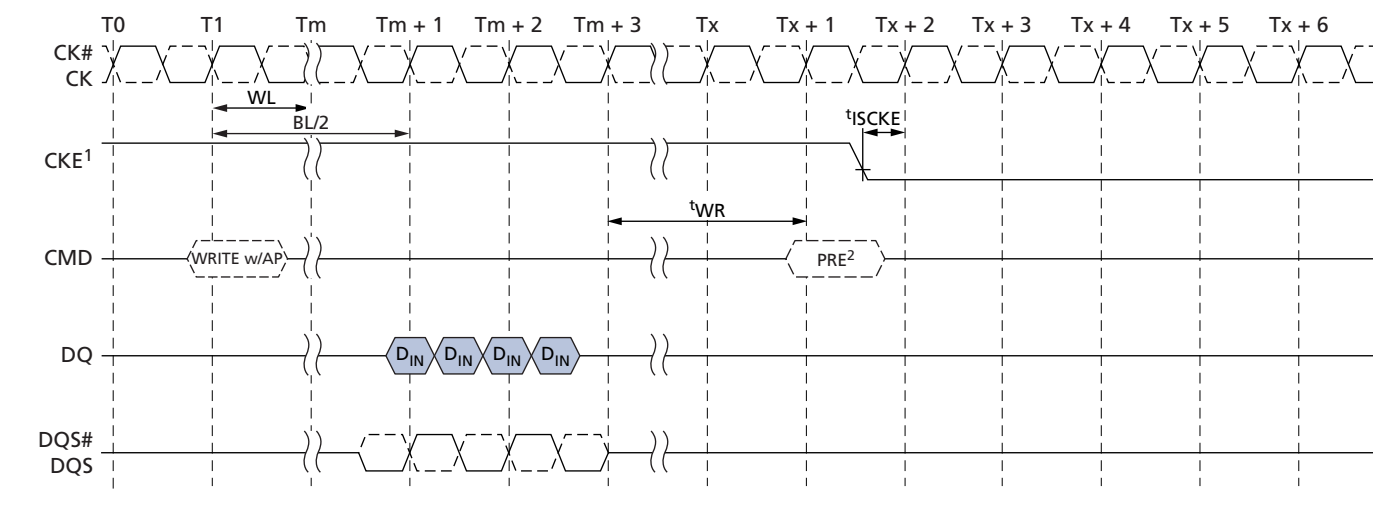 T0 T1 Tm Tm + 1 Tm + 2 Tm + 3 Tx Tx + 1 Tx + 2 Tx + 3 Tx + 4 Tx + 5 Tx + 6
CK#
CK
WL
BL/2
tISCKE
CKE1
tWR
CMD WRITE w/AP PRE2
DQ DIN DIN DIN DIN
DQS#
DQS